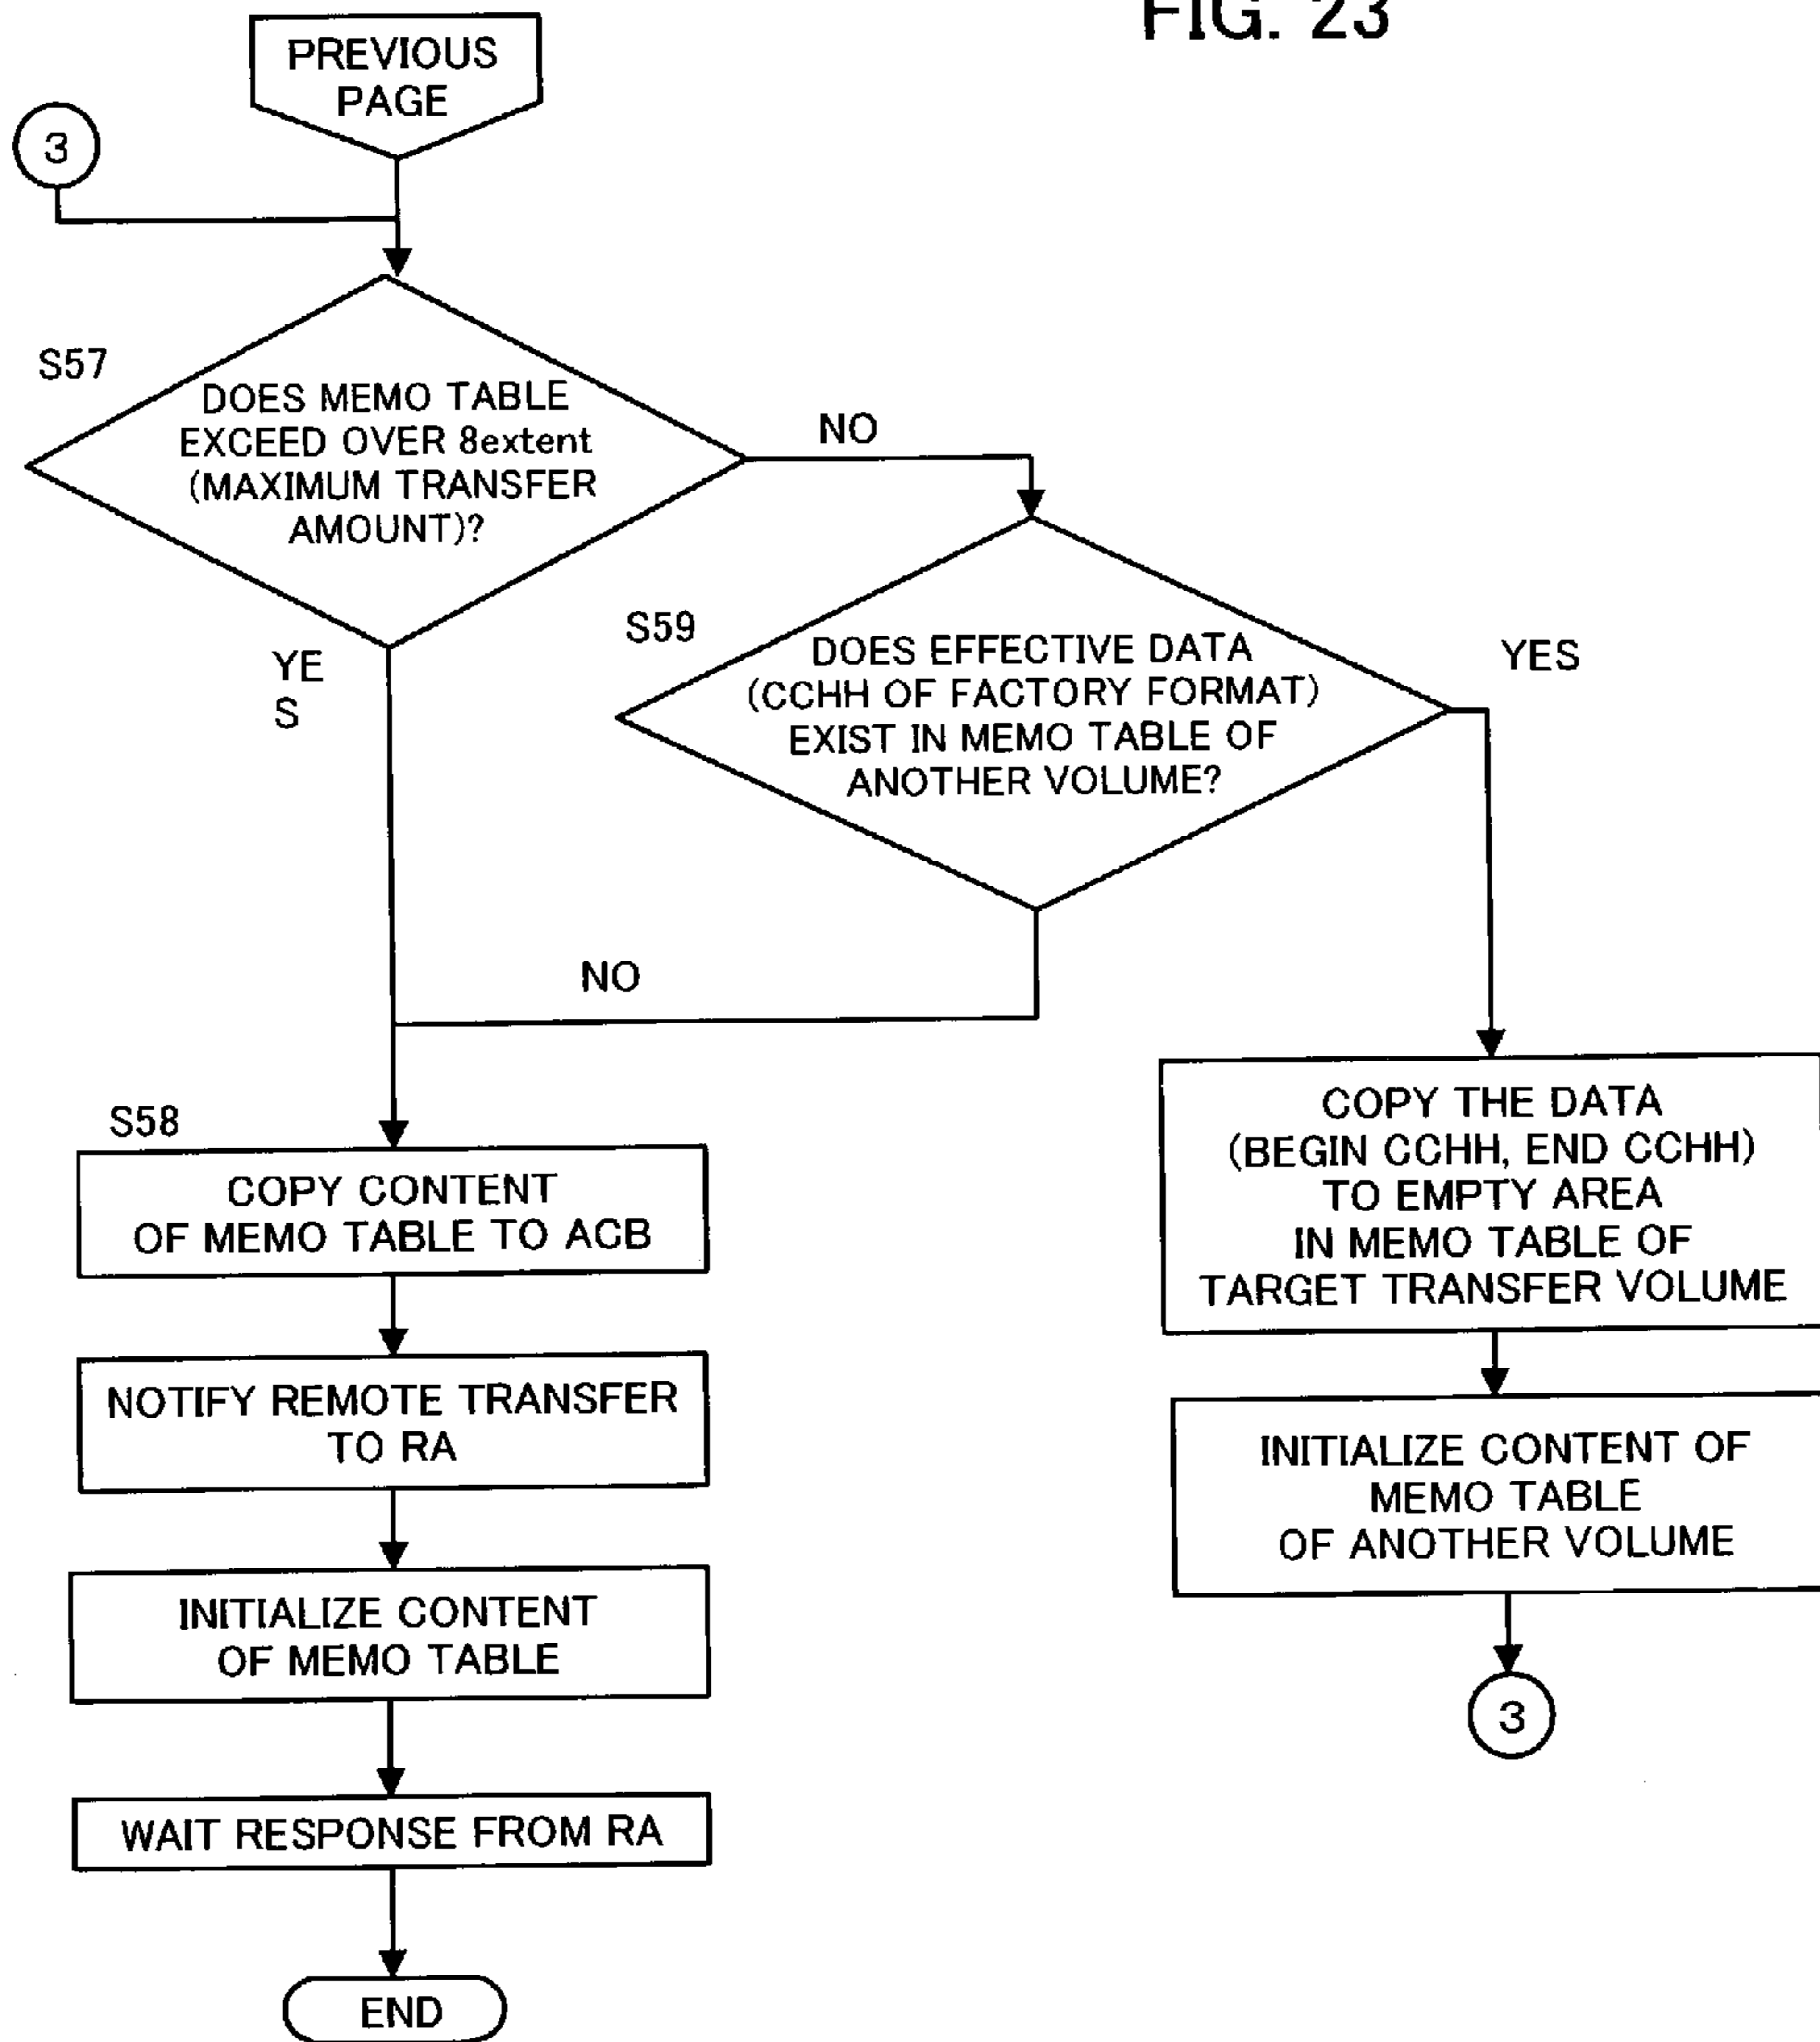 FIG. 23
PREVIOUS
PAGE
3
S57
DOES MEMO TABLE
EXCEED OVER 8extent
(MAXIMUM TRANSFER
AMOUNT)?
NO
YE
S
S59
DOES EFFECTIVE DATA
(CCHH OF FACTORY FORMAT)
EXIST IN MEMO TABLE OF
ANOTHER VOLUME?
YES
NO
S58
COPY CONTENT
OF MEMO TABLE TO ACB
NOTIFY REMOTE TRANSFER
TO RA
INITIALIZE CONTENT
OF MEMO TABLE
WAIT RESPONSE FROM RA
END
COPY THE DATA
(BEGIN CCHH, END CCHH)
TO EMPTY AREA
IN MEMO TABLE OF
TARGET TRANSFER VOLUME
INITIALIZE CONTENT OF
MEMO TABLE
OF ANOTHER VOLUME
3